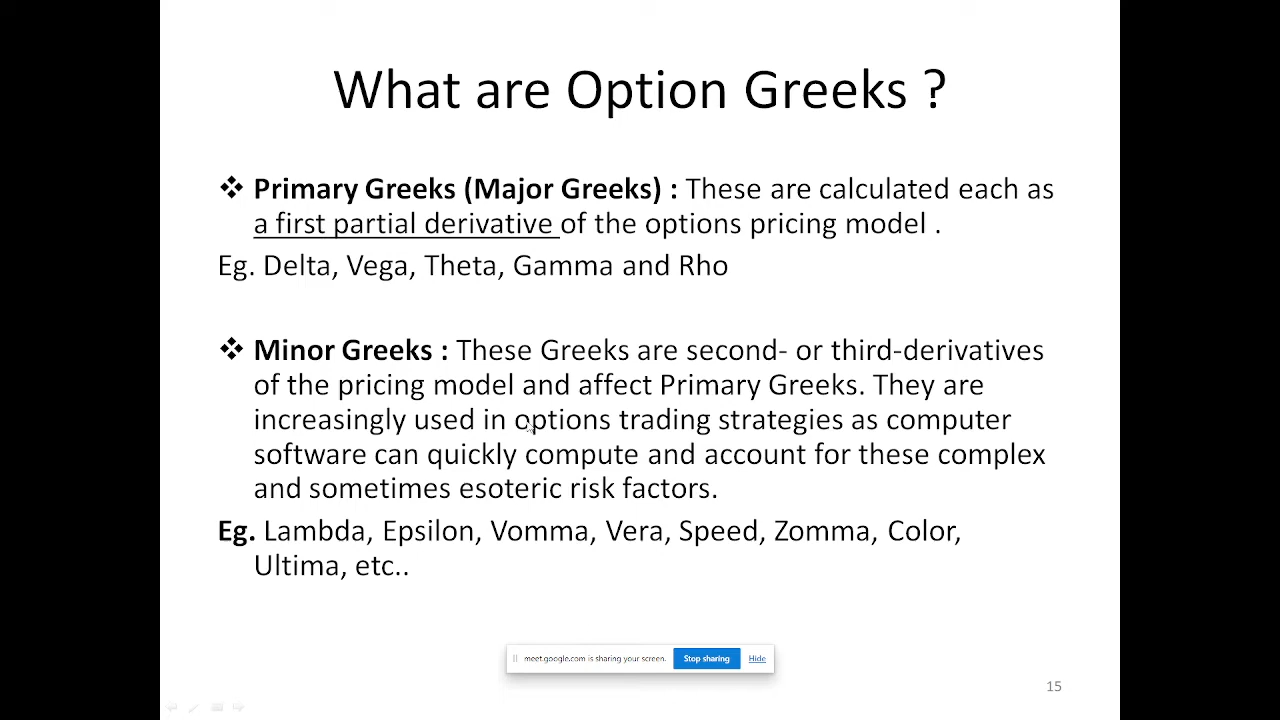 What are Option Greeks ?
❖ Primary Greeks (Major Greeks) : These are calculated each as
a first partial derivative of the options pricing model .
Eg. Delta, Vega, Theta, Gamma and Rho
❖ Minor Greeks : These Greeks are second- or third-derivatives
of the pricing model and affect Primary Greeks. They are
increasingly used in options trading strategies as computer
software can quickly compute and account for these complex
and sometimes esoteric risk factors.
Eg. Lambda, Epsilon, Vomma, Vera, Speed, Zomma, Color,
Ultima, etc..
meet.google.com is sharing your screen. Stop sharing Hide
15